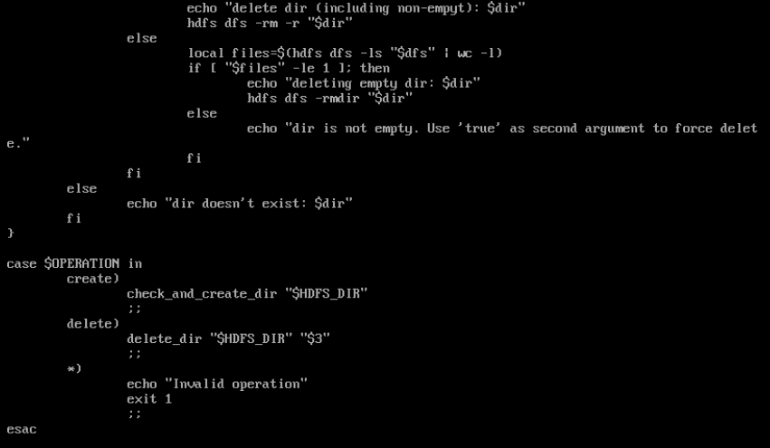 echo "delete dir (including non-empyt): $dir"
                        hdfs dfs -rm -r "$dir"
                else
                        local files=$(hdfs dfs -ls "$dfs" | wc -l)
                        if [ "$files" -le 1 ]; then
                                echo "deleting empty dir: $dir"
                                hdfs dfs -rmdir "$dir"
                        else
                                echo "dir is not empty. Use 'true' as second argument to force delet
e."
                        fi
                fi
        else
                echo "dir doesn't exist: $dir"
        fi
}

case $OPERATION in
        create)
                check_and_create_dir "$HDFS_DIR"
                ;;
        delete)
                delete_dir "$HDFS_DIR" "$3"
                ;;
        *)
                echo "Invalid operation"
                exit 1
                ;;
esac